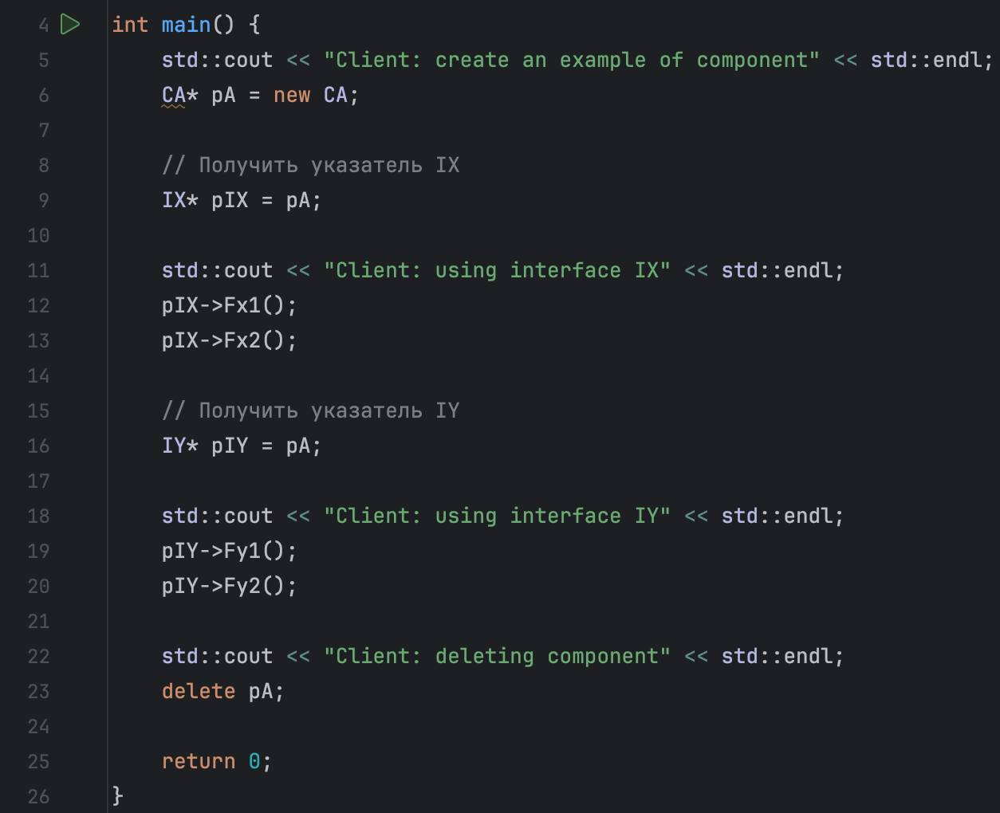 4 int main() {
5 std::cout << "Client: create an example of component" << std::endl;
6 CA* pA = new CA;
7
8 // Получить указатель IX
9 IX* pIX = pA;
10
11 std::cout << "Client: using interface IX" << std::endl;
12 pIX->Fx1();
13 pIX->Fx2();
14
15 // Получить указатель IY
16 IY* pIY = pA;
17
18 std::cout << "Client: using interface IY" << std::endl;
19 pIY->Fy1();
20 pIY->Fy2();
21
22 std::cout << "Client: deleting component" << std::endl;
23 delete pA;
24
25 return 0;
26 }